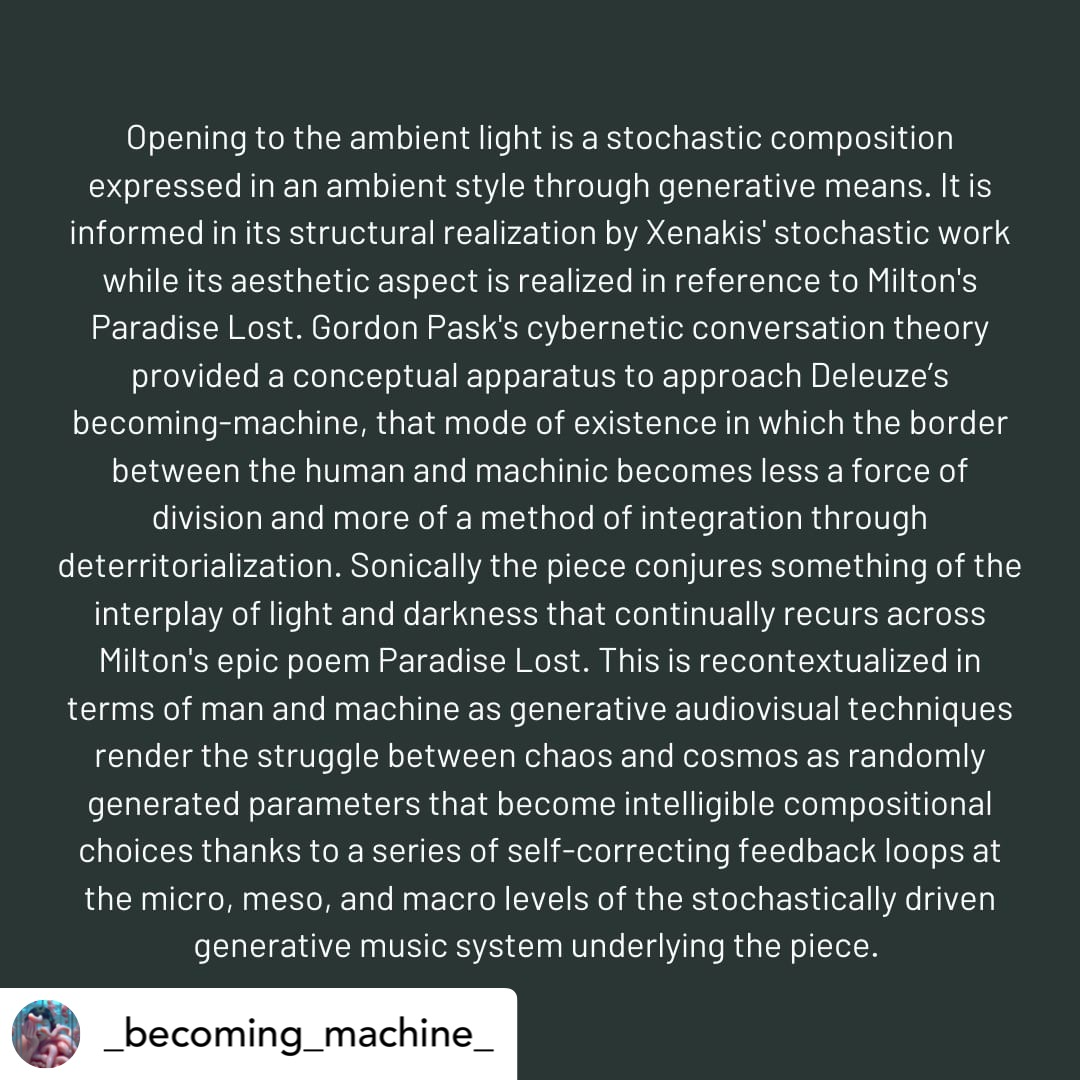 Opening to the ambient light is a stochastic composition
expressed in an ambient style through generative means. It is
informed in its structural realization by Xenakis' stochastic work
while its aesthetic aspect is realized in reference to Milton's
Paradise Lost. Gordon Pask's cybernetic conversation theory
provided a conceptual apparatus to approach Deleuze’s
becoming-machine, that mode of existence in which the border
between the human and machinic becomes less a force of
division and more of a method of integration through
deterritorialization. Sonically the piece conjures something of the
interplay of light and darkness that continually recurs across
Milton's epic poem Paradise Lost. This is recontextualized in
terms of man and machine as generative audiovisual techniques
render the struggle between chaos and cosmos as randomly
generated parameters that become intelligible compositional
choices thanks to a series of self-correcting feedback loops at
the micro, meso, and macro levels of the stochastically driven
generative music system underlying the piece.
_becoming_machine_